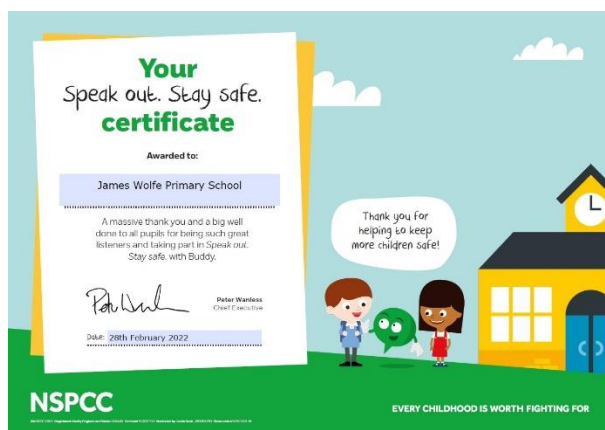 Your
Speak out. Stay safe.
certificate
Awarded to:
James Wolfe Primary School
A massive thank you and a big well
done to all pupils for being such great
listeners and taking part in Speak out.
Stay safe. with Buddy.
Peter Wanless
Chief Executive
Date: 28th February 2022
Thank you for
helping to keep
more children safe!
NSPCC
EVERY CHILDHOOD IS WORTH FIGHTING FOR